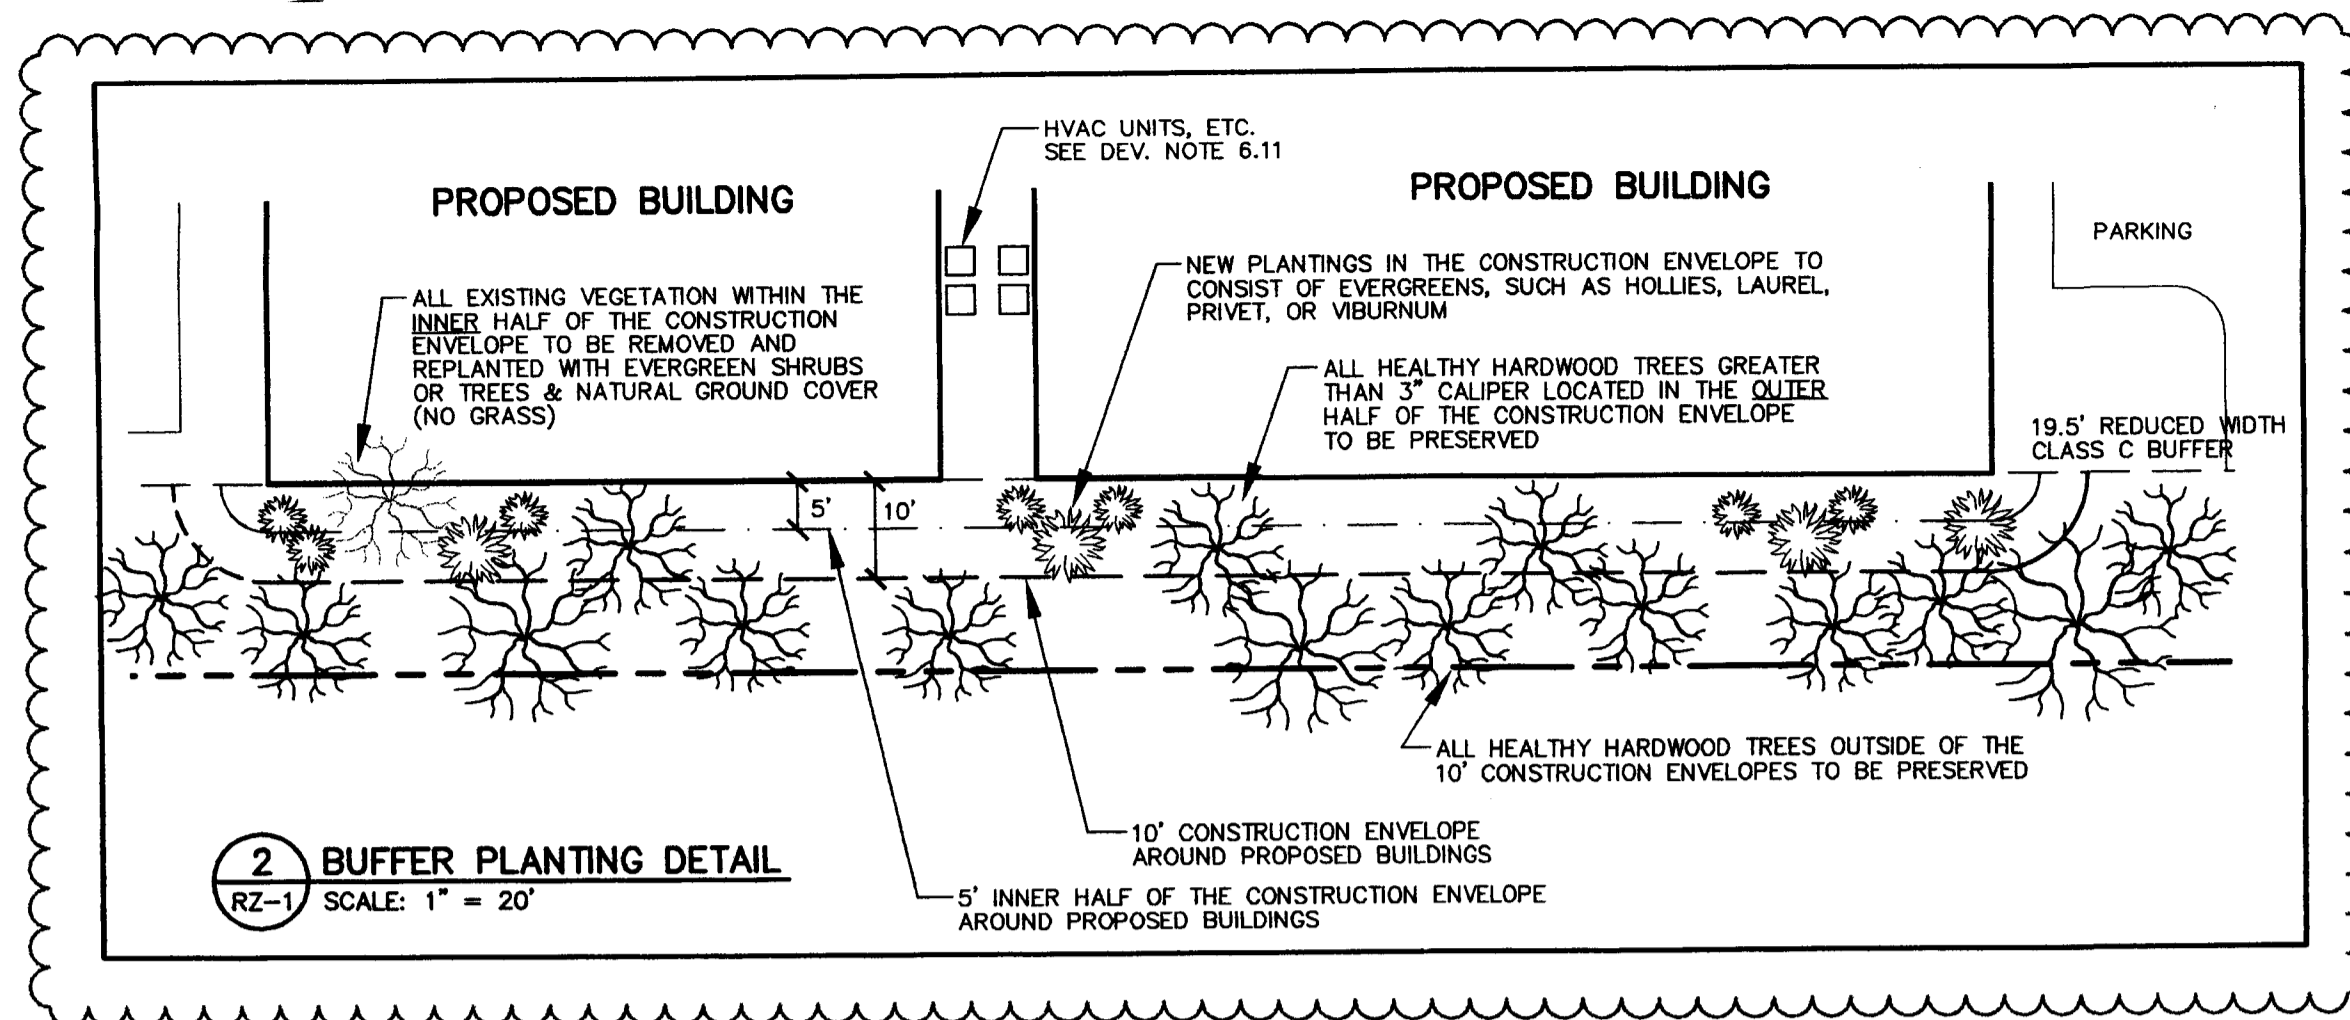 HVAC UNITS, ETC.
SEE DEV. NOTE 6.11
PROPOSED BUILDING
PROPOSED BUILDING
PARKING
ALL EXISTING VEGETATION WITHIN THE
INNER HALF OF THE CONSTRUCTION
ENVELOPE TO BE REMOVED AND
REPLANTED WITH EVERGREEN SHRUBS
OR TREES & NATURAL GROUND COVER
(NO GRASS)
NEW PLANTINGS IN THE CONSTRUCTION ENVELOPE TO
CONSIST OF EVERGREENS, SUCH AS HOLLIES, LAUREL,
PRIVET, OR VIBURNUM
ALL HEALTHY HARDWOOD TREES GREATER
THAN 3" CALIPER LOCATED IN THE OUTER
HALF OF THE CONSTRUCTION ENVELOPE
TO BE PRESERVED
19.5' REDUCED WIDTH
CLASS C BUFFER
5'
10'
ALL HEALTHY HARDWOOD TREES OUTSIDE OF THE
10' CONSTRUCTION ENVELOPES TO BE PRESERVED
10' CONSTRUCTION ENVELOPE
AROUND PROPOSED BUILDINGS
5' INNER HALF OF THE CONSTRUCTION ENVELOPE
AROUND PROPOSED BUILDINGS
2
RZ-1
BUFFER PLANTING DETAIL
SCALE: 1" = 20'